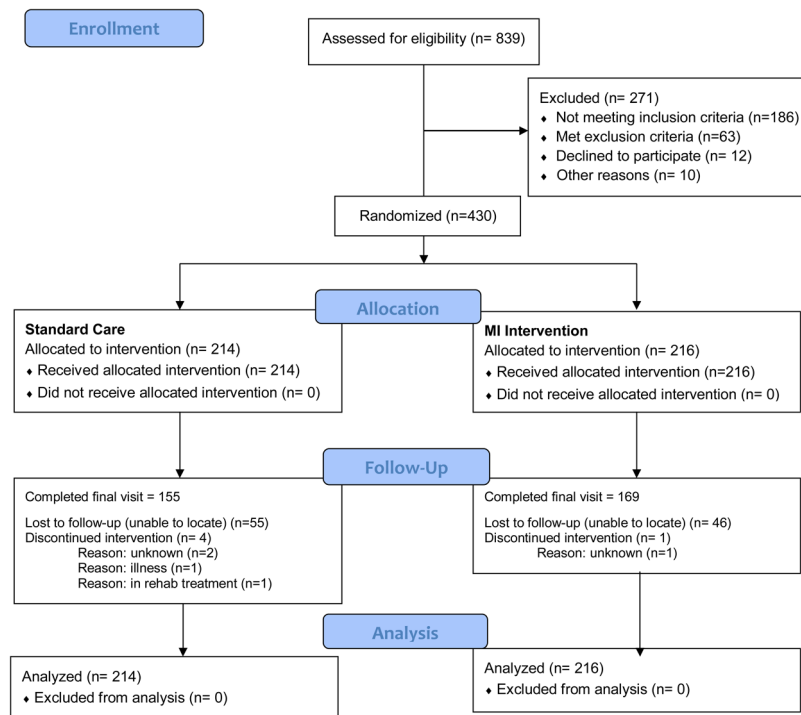 Enrollment
Assessed for eligibility (n= 839)
Excluded (n= 271)
♦ Not meeting inclusion criteria (n=186)
♦ Met exclusion criteria (n=63)
♦ Declined to participate (n= 12)
♦ Other reasons (n= 10)
Randomized (n=430)
Allocation
Standard Care
Allocated to intervention (n= 214)
♦ Received allocated intervention (n= 214)
♦ Did not receive allocated intervention (n= 0)
MI Intervention
Allocated to intervention (n= 216)
♦ Received allocated intervention (n=216)
♦ Did not receive allocated intervention (n= 0)
Follow-Up
Completed final visit = 155
Lost to follow-up (unable to locate) (n=55)
Discontinued intervention (n= 4)
Reason: unknown (n=2)
Reason: illness (n=1)
Reason: in rehab treatment (n=1)
Completed final visit = 169
Lost to follow-up (unable to locate) (n= 46)
Discontinued intervention (n= 1)
Reason: unknown (n=1)
Analysis
Analyzed (n= 214)
♦ Excluded from analysis (n= 0)
Analyzed (n= 216)
♦ Excluded from analysis (n= 0)